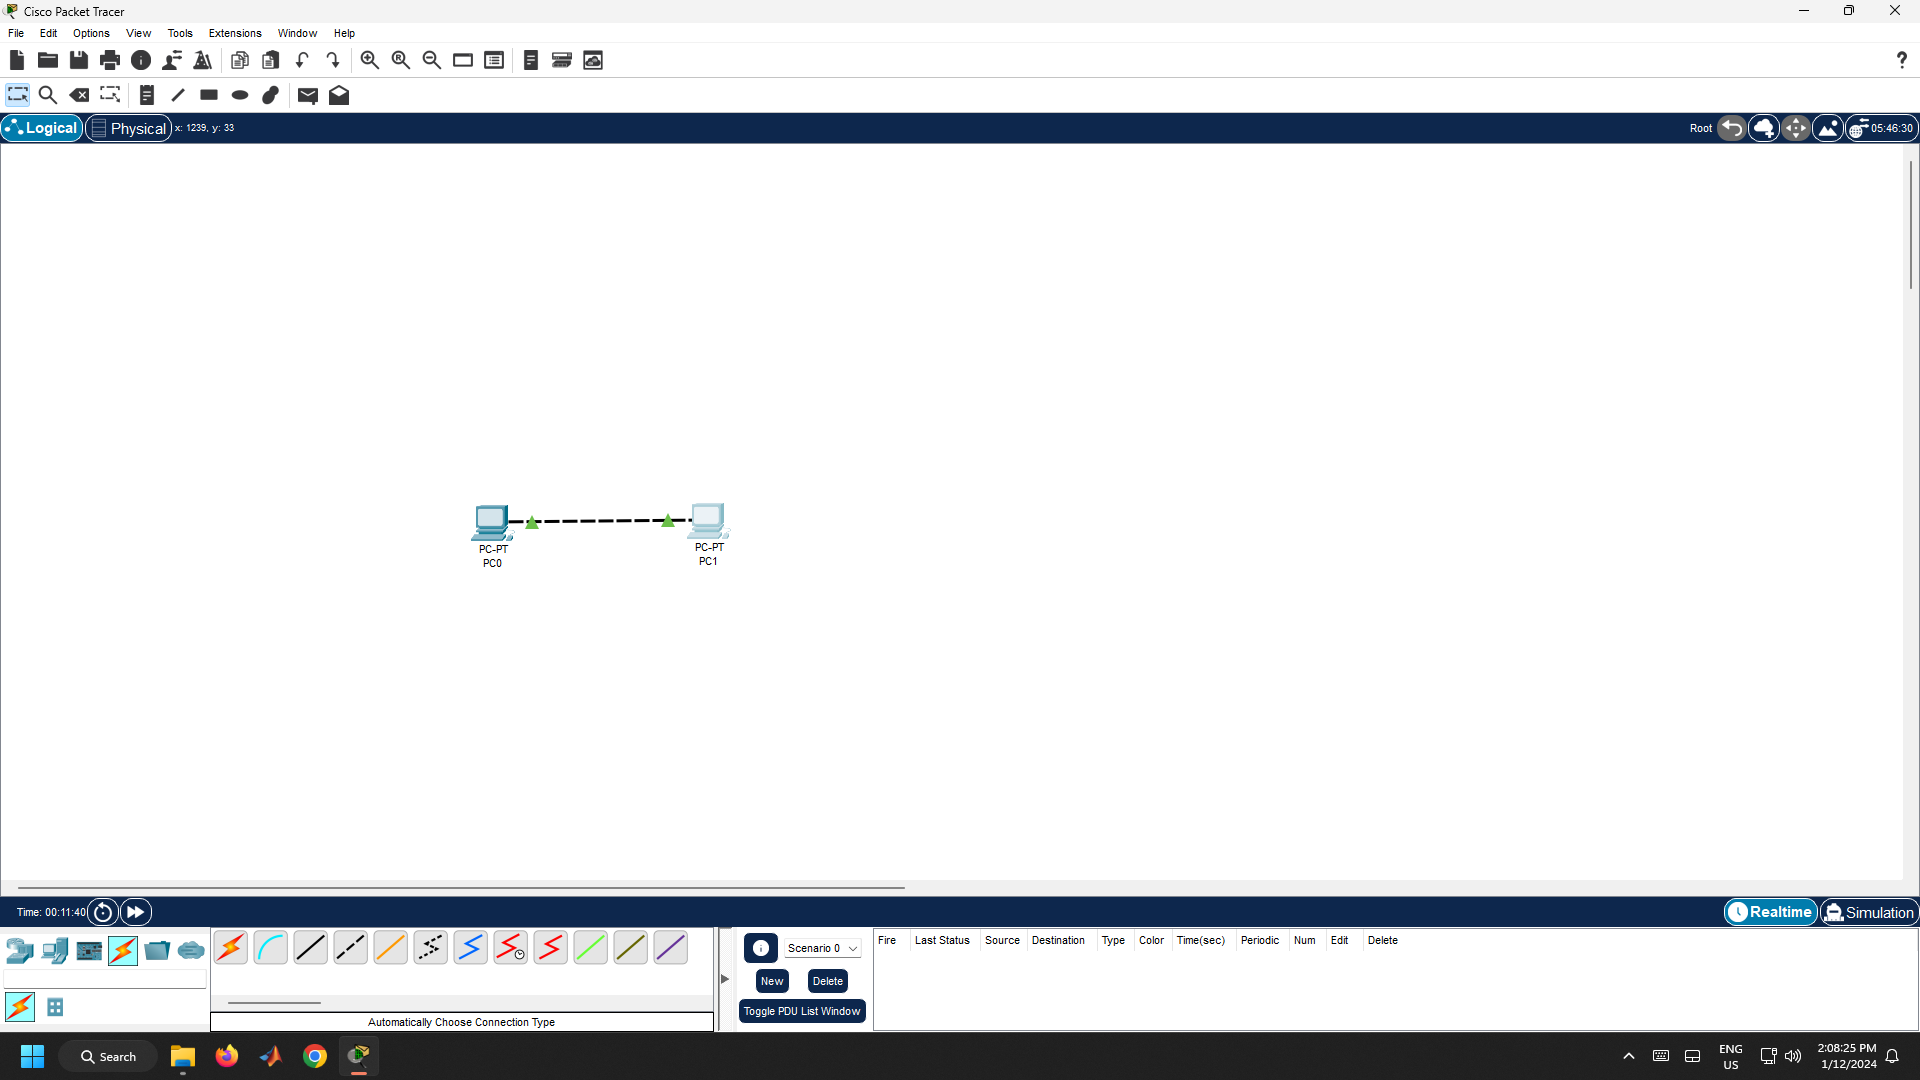 Cisco Packet Tracer
File Edit Options View Tools Extensions Window Help
?
Logical Physical x: 1239, y: 33 Root 05:46:30
PC-PT
PC0
PC-PT
PC1
Time: 00:11:40 Realtime Simulation
Scenario 0
New Delete
Toggle PDU List Window
Fire Last Status Source Destination Type Color Time(sec) Periodic Num Edit Delete
Automatically Choose Connection Type
Search
ENG
US
2:08:25 PM
1/12/2024